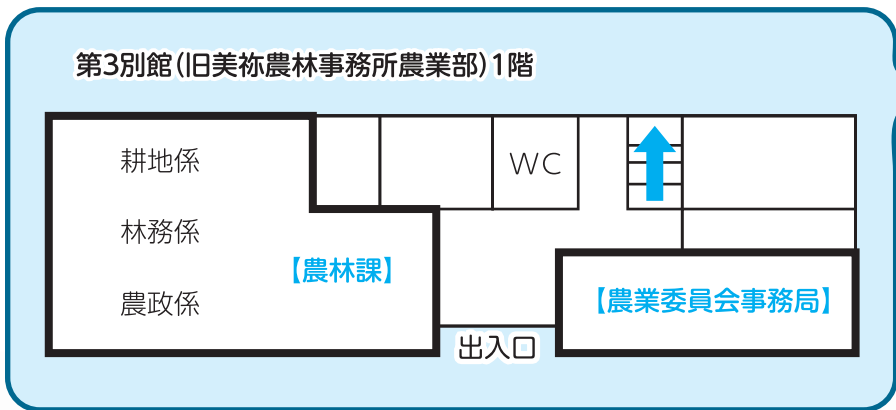 第3別館(旧美祢農林事務所農業部)1階
耕地係
林務係
農政係
【農林課】
WC
【農業委員会事務局】
出入口